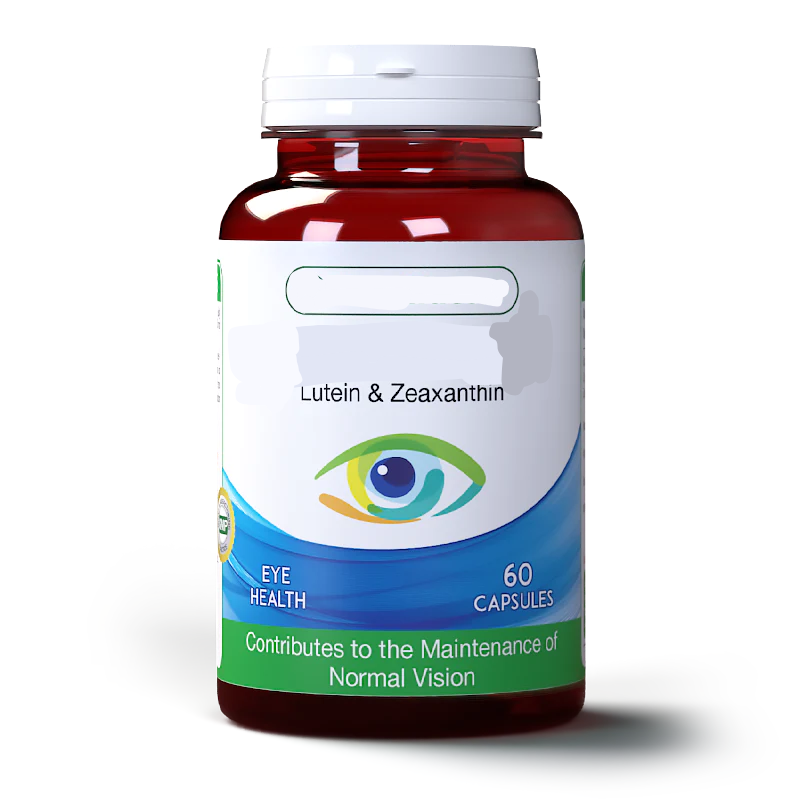 Lutein & Zeaxanthin
EYE
HEALTH
60
CAPSULES
Contributes to the Maintenance of
Normal Vision